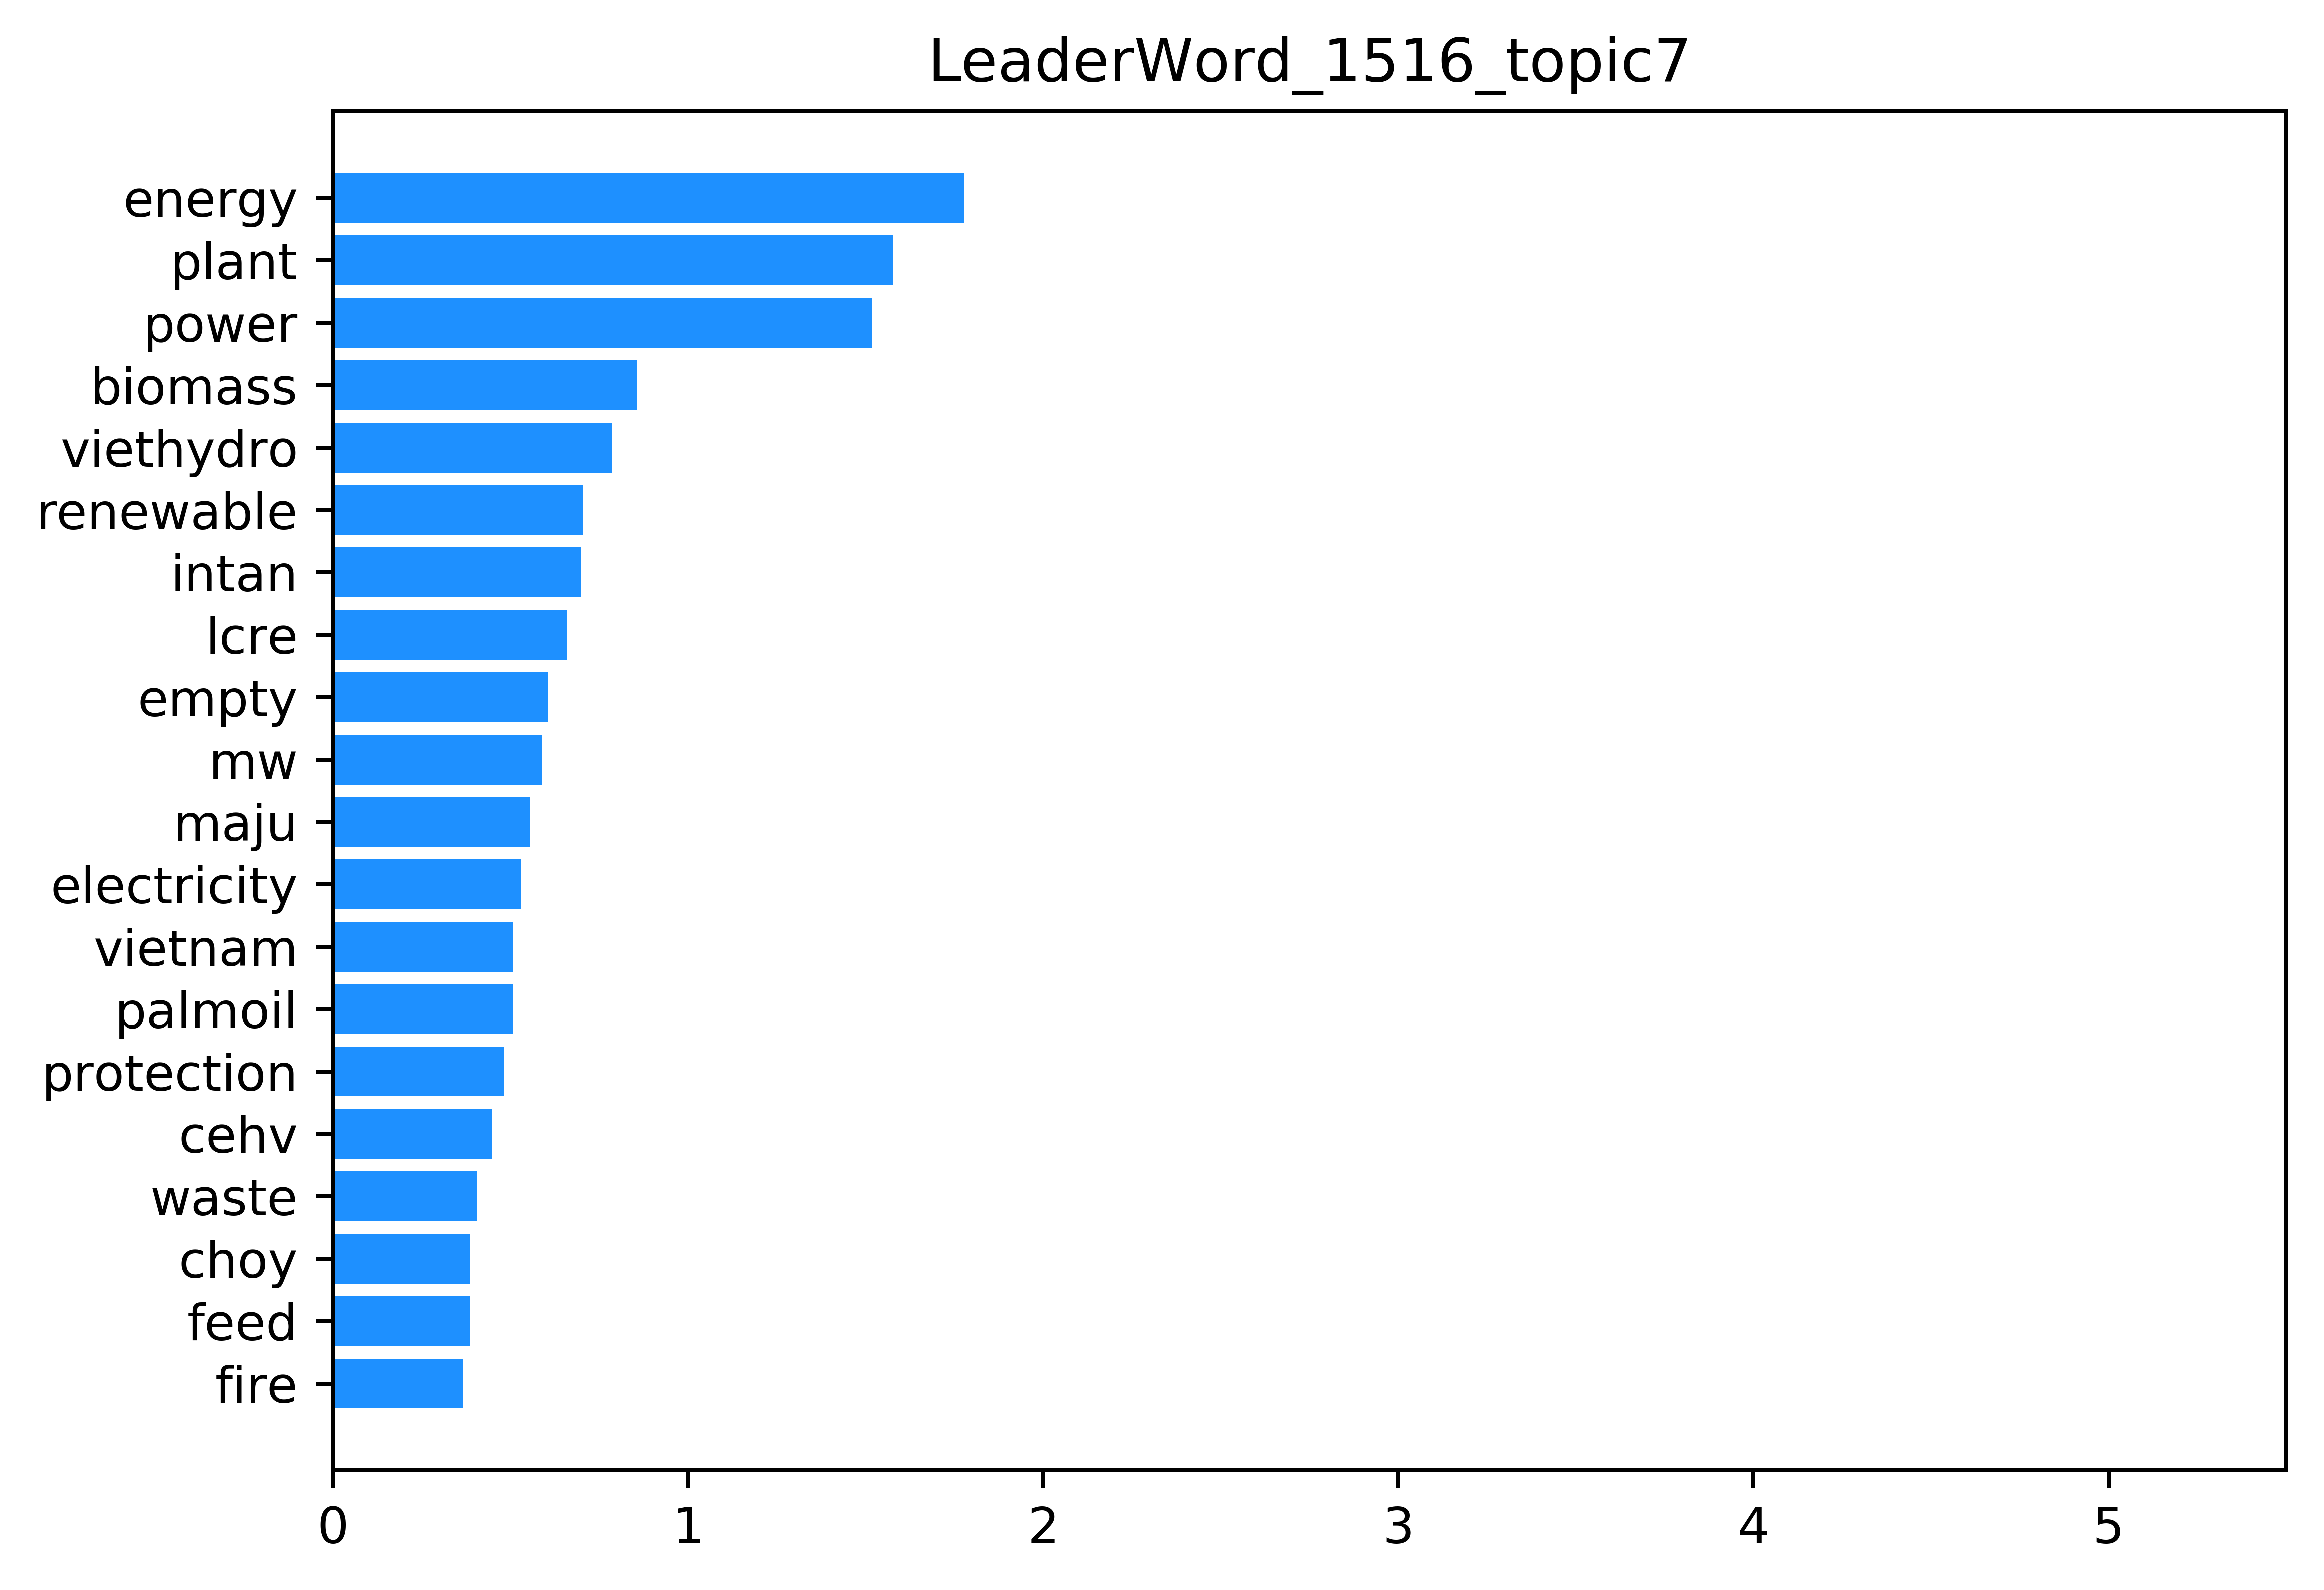 LeaderWord_1516_topic7
energy
plant
power
biomass
viethydro
renewable
intan
lcre
empty
mw
maju
electricity
vietnam
palmoil
protection
cehv
waste
choy
feed
fire
0 1 2 3 4 5